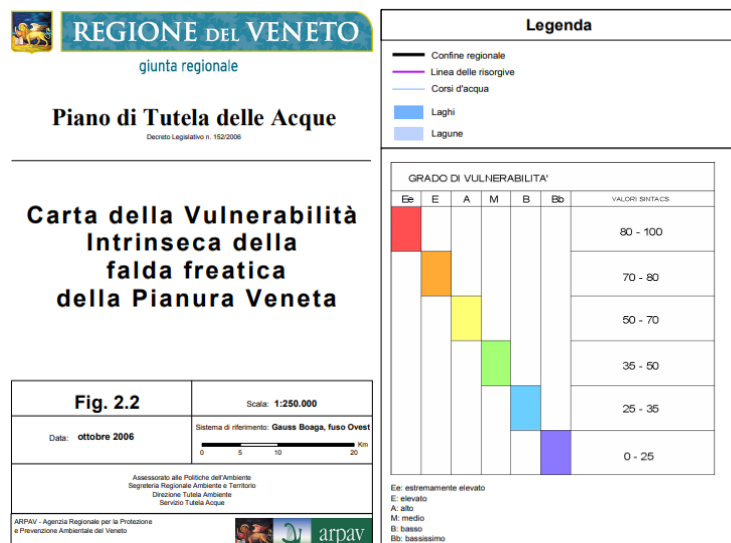 REGIONE DEL VENETO
giunta regionale
Piano di Tutela delle Acque
Decreto Legislativo n. 152/2006
Carta della Vulnerabilità
Intrinseca della
falda freatica
della Pianura Veneta
Fig. 2.2
Scala: 1:250.000
Data: ottobre 2006
Sistema di riferimento: Gauss Boaga, fuso Ovest
Km
0 5 10 20
Assessorato alle Politiche dell'Ambiente
Segreteria Regionale Ambiente e Territorio
Direzione Tutela Ambiente
Servizio Tutela Acque
ARPAV - Agenzia Regionale per la Protezione
e Prevenzione Ambientale del Veneto
arpav
Legenda
Confine regionale
Linea delle risorgive
Corsi d'acqua
Laghi
Lagune
GRADO DI VULNERABILITA'
Ee E A M B Bb VALORI SINTACS
80 - 100
70 - 80
50 - 70
35 - 50
25 - 35
0 - 25
Ee: estremamente elevato
E: elevato
A: alto
M: medio
B: basso
Bb: bassissimo